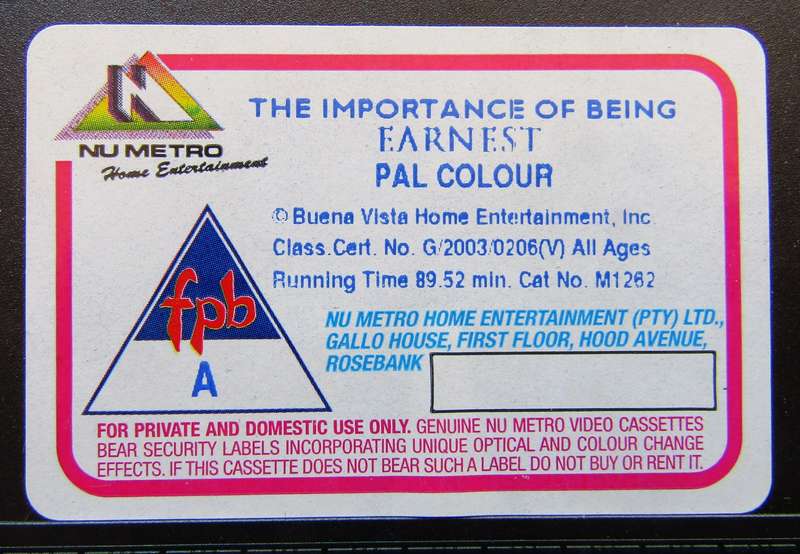 N
NU METRO
Home Entertainment
THE IMPORTANCE OF BEING
EARNEST
PAL COLOUR
© Buena Vista Home Entertainment, Inc
Class.Cert. No. G/2003/0206(V) All Ages
Running Time 89.52 min. Cat No. M1262
fpb
A
NU METRO HOME ENTERTAINMENT (PTY) LTD.,
GALLO HOUSE, FIRST FLOOR, HOOD AVENUE,
ROSEBANK
FOR PRIVATE AND DOMESTIC USE ONLY. GENUINE NU METRO VIDEO CASSETTES
BEAR SECURITY LABELS INCORPORATING UNIQUE OPTICAL AND COLOUR CHANGE
EFFECTS. IF THIS CASSETTE DOES NOT BEAR SUCH A LABEL DO NOT BUY OR RENT IT.